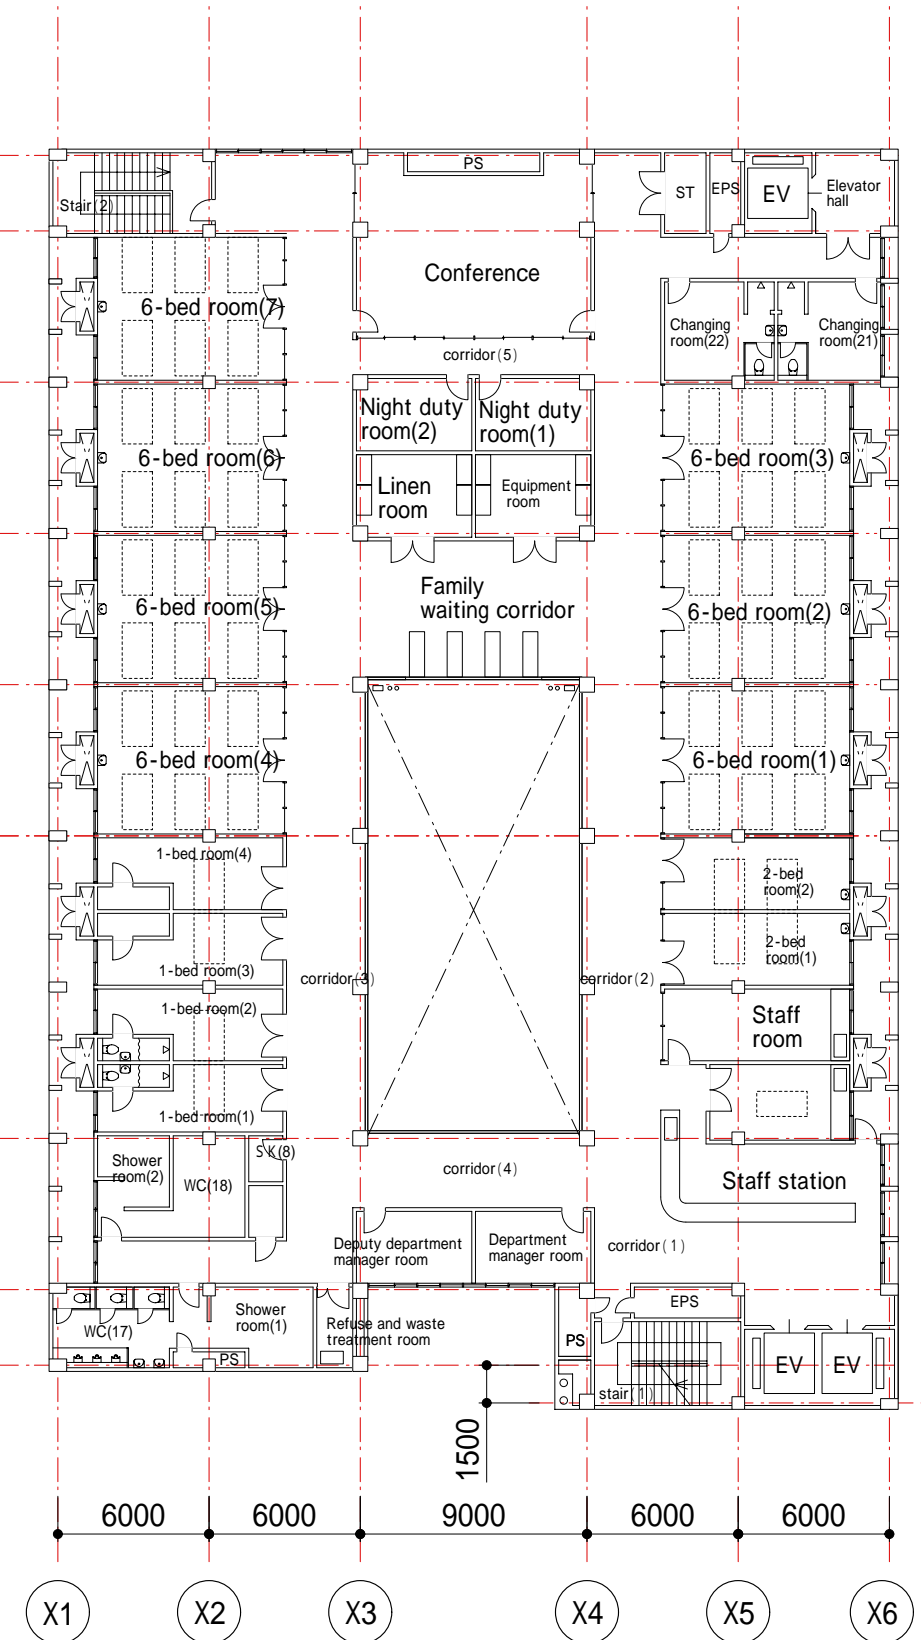 PS
ST
EPS
EV
Elevator
hall
Stair(2)
Conference
6-bed room(7)
Changing
room(22)
Changing
room(21)
corridor(5)
Night duty
room(2)
Night duty
room(1)
6-bed room(6)
6-bed room(3)
Linen
room
Equipment
room
Family
waiting corridor
6-bed room(5)
6-bed room(2)
6-bed room(4)
6-bed room(1)
1-bed room(4)
2-bed
room(2)
2-bed
room(1)
1-bed room(3)
corridor(3)
corridor(2)
1-bed room(2)
Staff
room
1-bed room(1)
SK(8)
Shower
room(2)
WC(18)
corridor(4)
Staff station
Deputy department
manager room
Department
manager room
corridor(1)
EPS
Shower
room(1)
Refuse and waste
treatment room
WC(17)
PS
PS
EV
EV
stair(1)
1500
6000
6000
9000
6000
6000
X1
X2
X3
X4
X5
X6